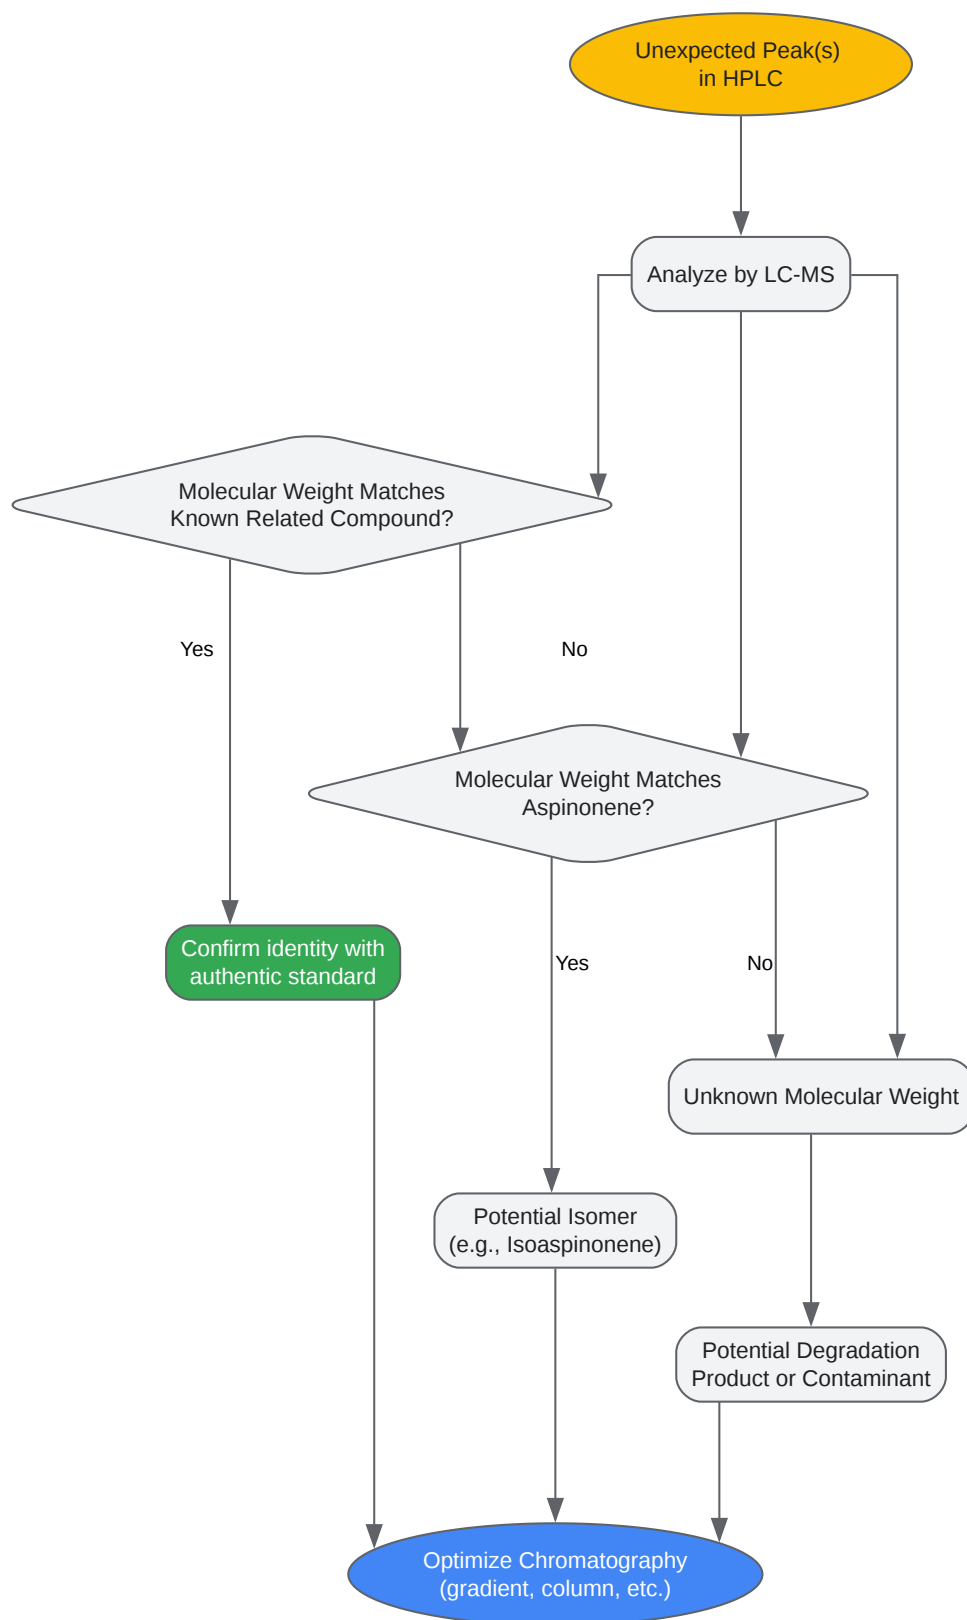 Unexpected Peak(s)
in HPLC
Analyze by LC-MS
Molecular Weight Matches
Known Related Compound?
Yes
No
Molecular Weight Matches
Aspinonene?
Confirm identity with
authentic standard
Yes
No
Unknown Molecular Weight
Potential Isomer
(e.g., Isoaspinonene)
Potential Degradation
Product or Contaminant
Optimize Chromatography
(gradient, column, etc.)